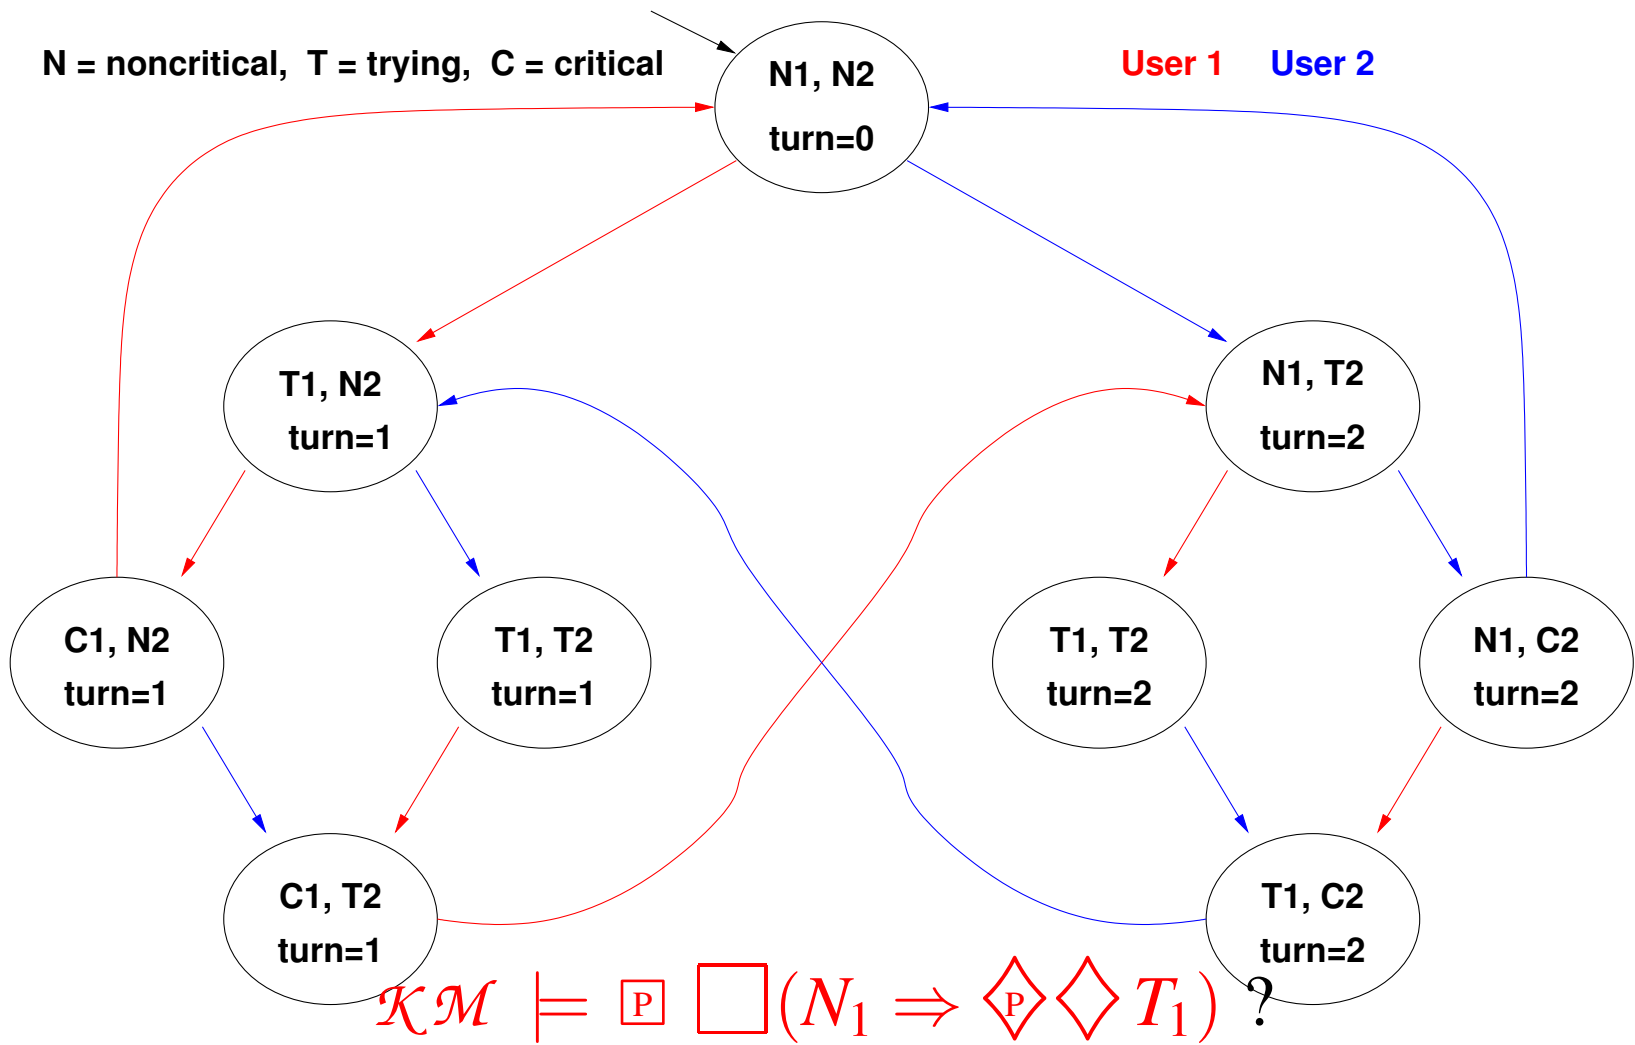 N = noncritical, T = trying, C = critical
User 1 User 2
N1, N2
turn=0
T1, N2
turn=1
N1, T2
turn=2
C1, N2
turn=1
T1, T2
turn=1
T1, T2
turn=2
N1, C2
turn=2
C1, T2
turn=1
T1, C2
turn=2
𝒦ℳ ⊨ P □(N₁ ⇒ P ◇ T₁) ?